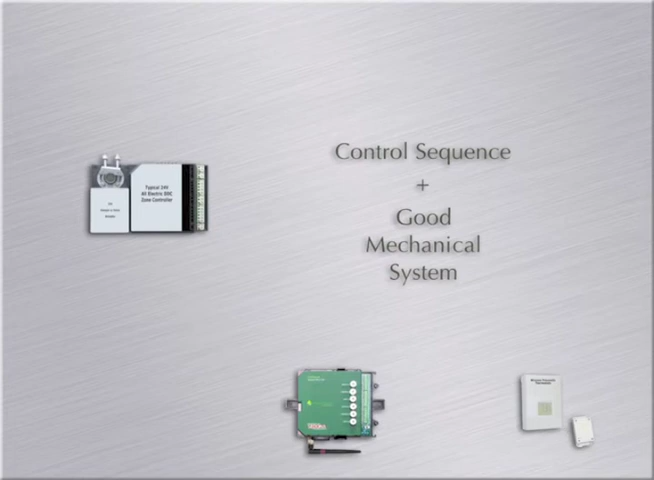 Control Sequence
+
Good
Mechanical
System
Typical 24V
All Electric DDC
Zone Controller